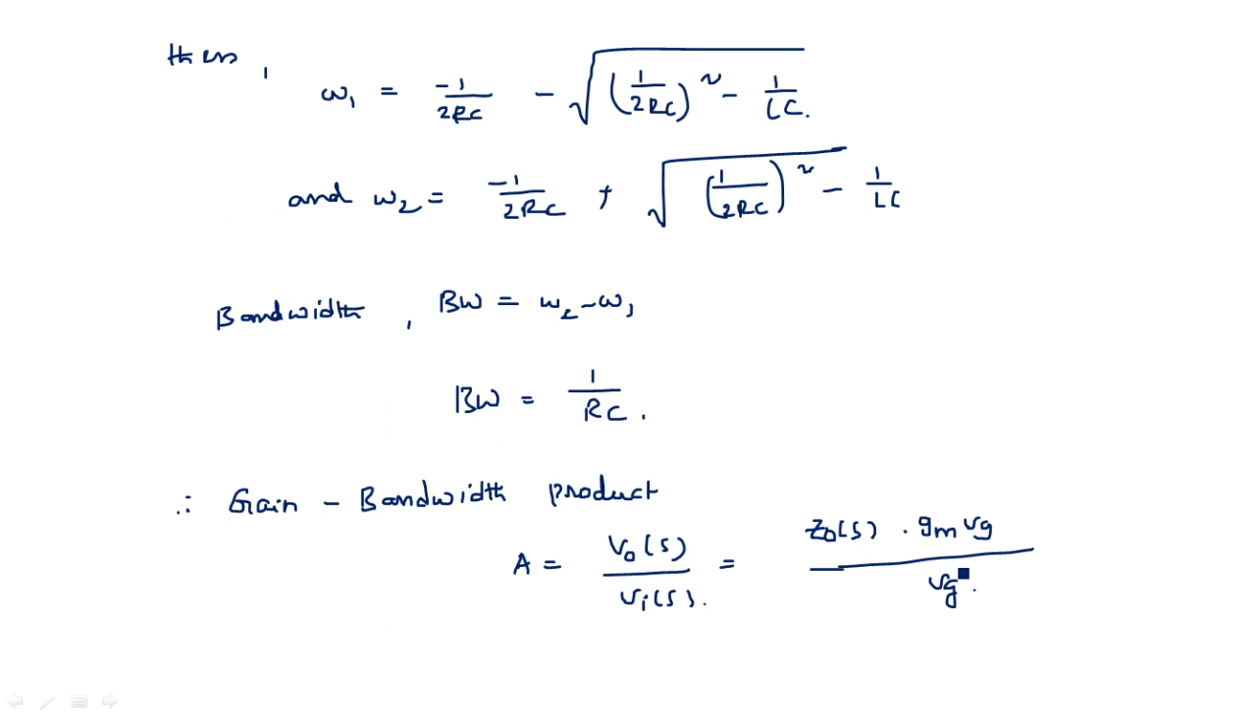 then,
ω₁ = -1/2RC - √((1/2RC)² - 1/LC.
and ω₂ = -1/2RC + √((1/2RC)² - 1/LC
Bandwidth, BW = ω₂-ω₁
BW = 1/RC.
∴ Gain - Bandwidth product
A = V₀(s)/Vᵢ(s). = Z₀(s) . gm vg/vg.